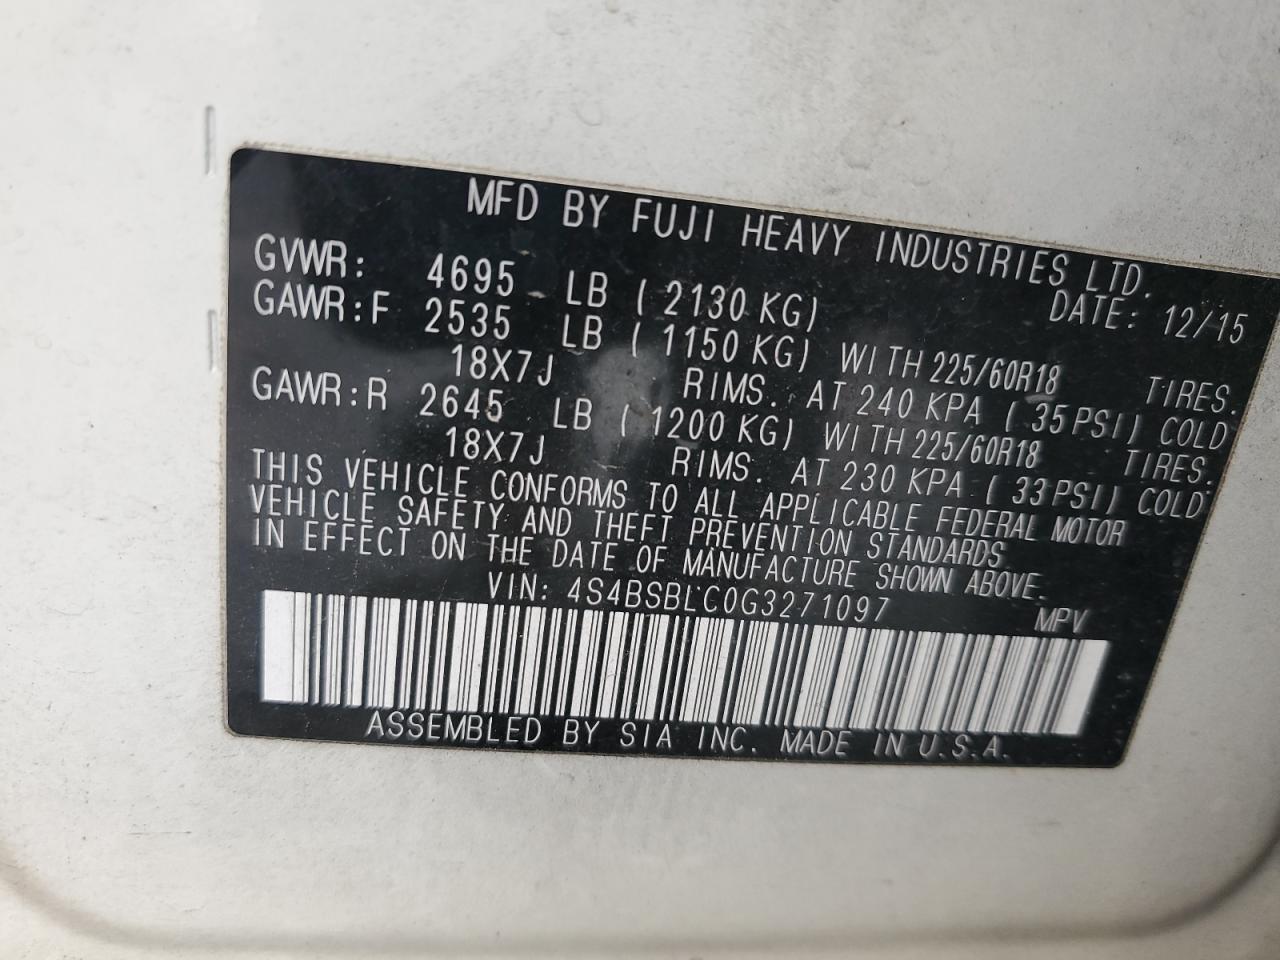 MFD BY FUJI HEAVY INDUSTRIES LTD.
DATE: 12/15
GVWR: 4695 LB (2130 KG)
GAWR:F 2535 LB (1150 KG) WITH 225/60R18 TIRES.
18X7J RIMS. AT 240 KPA (35PSI) COLD
GAWR:R 2645 LB (1200 KG) WITH 225/60R18 TIRES.
18X7J RIMS. AT 230 KPA (33PSI) COLD
THIS VEHICLE CONFORMS TO ALL APPLICABLE FEDERAL MOTOR
VEHICLE SAFETY AND THEFT PREVENTION STANDARDS
IN EFFECT ON THE DATE OF MANUFACTURE SHOWN ABOVE.
VIN: 4S4BSBLC0G3271097 MPV
ASSEMBLED BY SIA INC. MADE IN U.S.A.